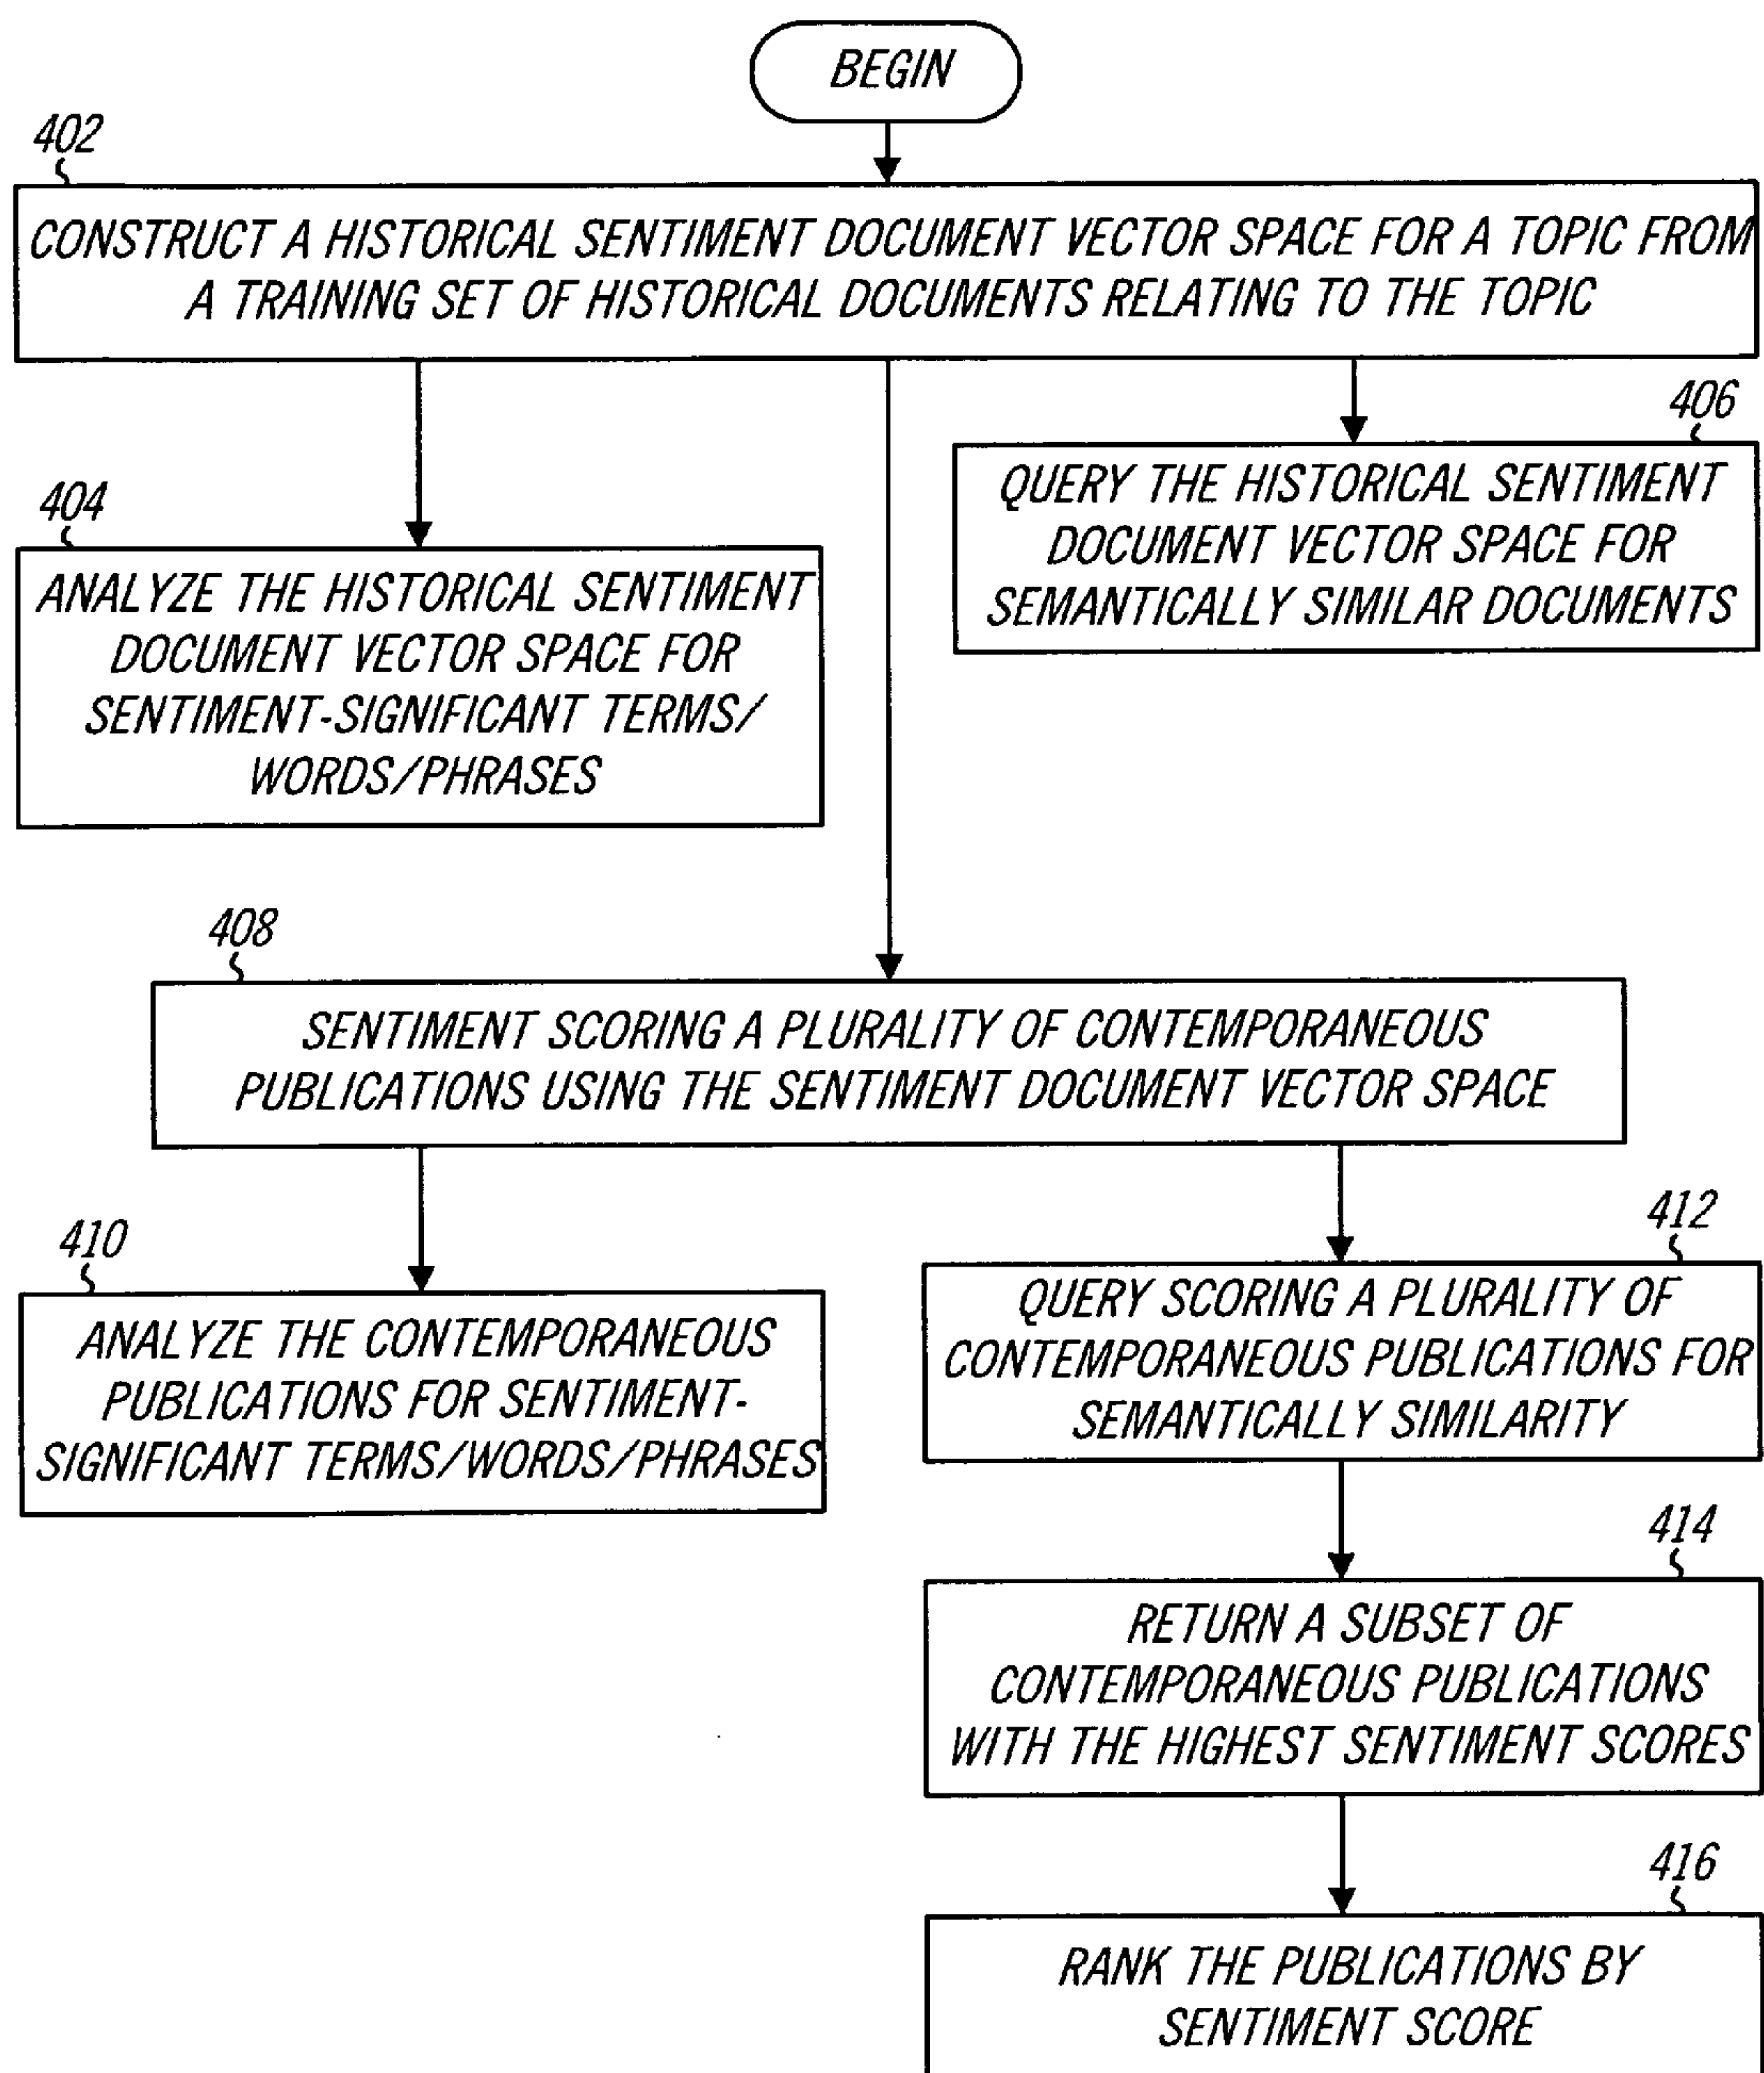 BEGIN
402
CONSTRUCT A HISTORICAL SENTIMENT DOCUMENT VECTOR SPACE FOR A TOPIC FROM
A TRAINING SET OF HISTORICAL DOCUMENTS RELATING TO THE TOPIC
406
QUERY THE HISTORICAL SENTIMENT
DOCUMENT VECTOR SPACE FOR
SEMANTICALLY SIMILAR DOCUMENTS
404
ANALYZE THE HISTORICAL SENTIMENT
DOCUMENT VECTOR SPACE FOR
SENTIMENT-SIGNIFICANT TERMS/
WORDS/PHRASES
408
SENTIMENT SCORING A PLURALITY OF CONTEMPORANEOUS
PUBLICATIONS USING THE SENTIMENT DOCUMENT VECTOR SPACE
410
ANALYZE THE CONTEMPORANEOUS
PUBLICATIONS FOR SENTIMENT-
SIGNIFICANT TERMS/WORDS/PHRASES
412
QUERY SCORING A PLURALITY OF
CONTEMPORANEOUS PUBLICATIONS FOR
SEMANTICALLY SIMILARITY
414
RETURN A SUBSET OF
CONTEMPORANEOUS PUBLICATIONS
WITH THE HIGHEST SENTIMENT SCORES
416
RANK THE PUBLICATIONS BY
SENTIMENT SCORE